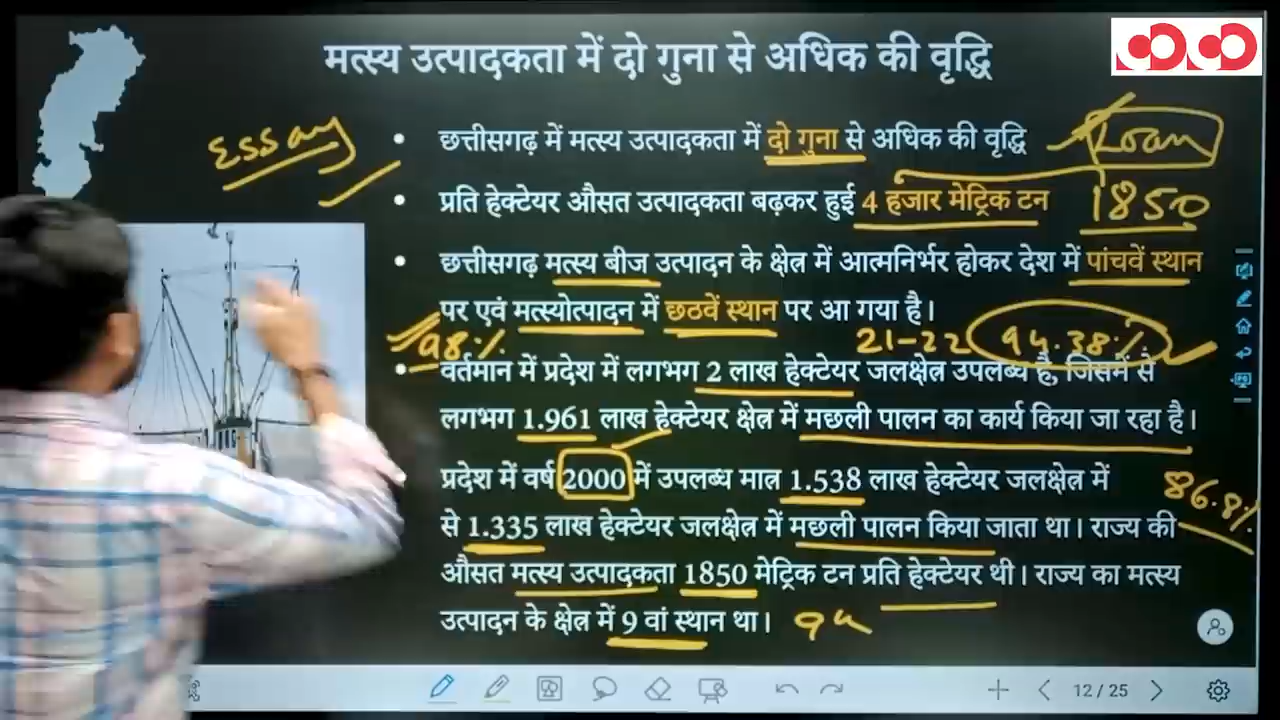 मत्स्य उत्पादकता में दो गुना से अधिक की वृद्धि
Essay
• छत्तीसगढ़ में मत्स्य उत्पादकता में दो गुना से अधिक की वृद्धि
Loan
• प्रति हेक्टेयर औसत उत्पादकता बढ़कर हुई 4 हजार मेट्रिक टन
1850
• छत्तीसगढ़ मत्स्य बीज उत्पादन के क्षेत्र में आत्मनिर्भर होकर देश में पांचवें स्थान
पर एवं मत्स्योत्पादन में छठवें स्थान पर आ गया है।
98%
21-22
94.38%
• वर्तमान में प्रदेश में लगभग 2 लाख हेक्टेयर जलक्षेत्र उपलब्ध है, जिसमें से
लगभग 1.961 लाख हेक्टेयर क्षेत्र में मछली पालन का कार्य किया जा रहा है।
प्रदेश में वर्ष 2000 में उपलब्ध मात्र 1.538 लाख हेक्टेयर जलक्षेत्र में
86.8%
से 1.335 लाख हेक्टेयर जलक्षेत्र में मछली पालन किया जाता था। राज्य की
औसत मत्स्य उत्पादकता 1850 मेट्रिक टन प्रति हेक्टेयर थी। राज्य का मत्स्य
उत्पादन के क्षेत्र में 9 वां स्थान था।
12 / 25